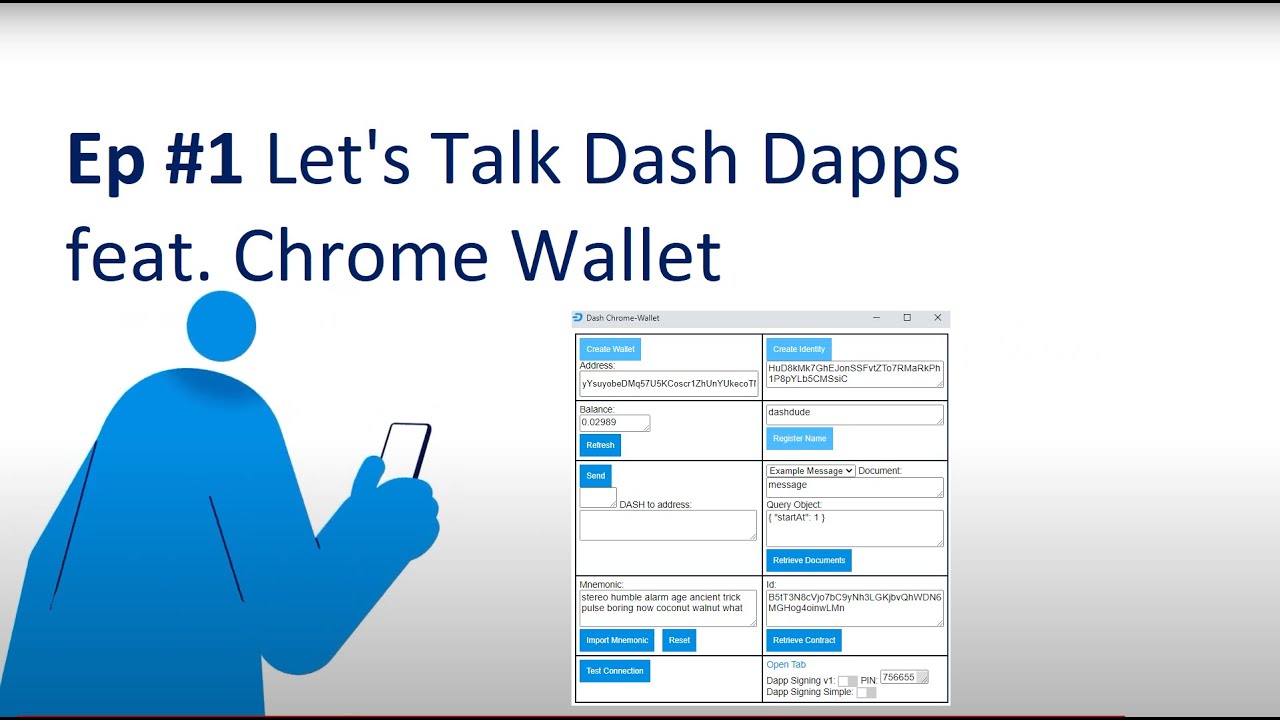 Ep #1 Let's Talk Dash Dapps
feat. Chrome Wallet
Dash Chrome-Wallet
Create Wallet
Address:
yYsuyobeDMq57U5KCoscr1ZhUnYUkecoTI
Balance:
0.02989
Refresh
Send
DASH to address:
Mnemonic:
stereo humble alarm age ancient trick
pulse boring now coconut walnut what
Import Mnemonic Reset
Test Connection
Create Identity
HuD8kMk7GhEJonSSFvtZTo7RMaRkPh
1P8pYLb5CMSsiC
dashdude
Register Name
Example Message Document:
message
Query Object:
{ "startAt": 1 }
Retrieve Documents
Id:
B5tT3N8cVjo7bC9yNh3LGKjbvQhWDN6
MGHog4oinwLMn
Retrieve Contract
Open Tab
Dapp Signing v1: PIN: 756655
Dapp Signing Simple: